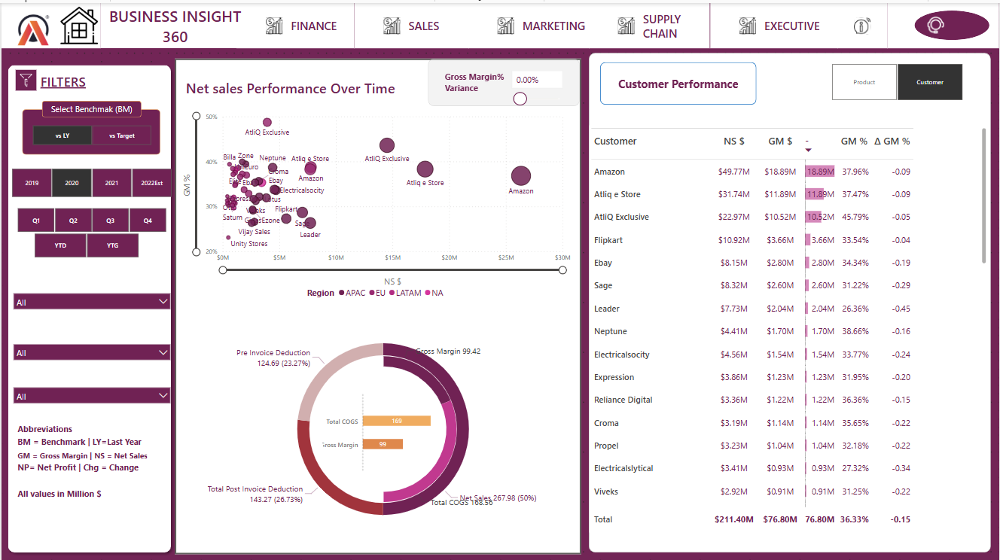 BUSINESS INSIGHT
360
FINANCE
SALES
MARKETING
SUPPLY
CHAIN
EXECUTIVE
FILTERS
Select Benchmak (BM)
vs LY
vs Target
2019
2020
2021
2022Est
Q1
Q2
Q3
Q4
YTD
YTG
All
All
All
Abbreviations
BM = Benchmark | LY=Last Year
GM = Gross Margin | NS = Net Sales
NP= Net Profit | Chg = Change
All values in Million $
Net sales Performance Over Time
Gross Margin%
Variance
0.00%
50%
AtliQ Exclusive
AtliQ Exclusive
Billa
Zone
Neptune
Atliq e Store
40%
Euro
Croma
Amazon
Atliq e Store
Amazon
Elite
Ebay
Electricalsocity
GM %
30%
Flipkart
Saturn
Ezone
Sage
Vijay Sales
Leader
Unity Stores
20%
$0M
$5M
$10M
$15M
$20M
$25M
$30M
NS $
Region APAC EU LATAM NA
Pre Invoice Deduction
124.69 (23.27%)
Gross Margin 99.42
Total COGS
169
Gross Margin
99
Total Post Invoice Deduction
143.27 (26.73%)
Net Sales 267.98 (50%)
Total COGS 168.56
Customer Performance
Product
Customer
Customer NS $ GM $ - GM % Δ GM %
Amazon $49.77M $18.89M 18.89M 37.96% -0.09
Atliq e Store $31.74M $11.89M 11.89M 37.47% -0.09
AtliQ Exclusive $22.97M $10.52M 10.52M 45.79% -0.05
Flipkart $10.92M $3.66M 3.66M 33.54% -0.04
Ebay $8.15M $2.80M 2.80M 34.34% -0.19
Sage $8.32M $2.60M 2.60M 31.22% -0.29
Leader $7.73M $2.04M 2.04M 26.36% -0.45
Neptune $4.41M $1.70M 1.70M 38.66% -0.16
Electricalsocity $4.56M $1.54M 1.54M 33.77% -0.24
Expression $3.86M $1.23M 1.23M 31.95% -0.20
Reliance Digital $3.36M $1.22M 1.22M 36.36% -0.15
Croma $3.19M $1.14M 1.14M 35.65% -0.22
Propel $3.23M $1.04M 1.04M 32.18% -0.22
Electricalslytical $3.41M $0.93M 0.93M 27.32% -0.34
Viveks $2.92M $0.91M 0.91M 31.25% -0.22
Total $211.40M $76.80M 76.80M 36.33% -0.15